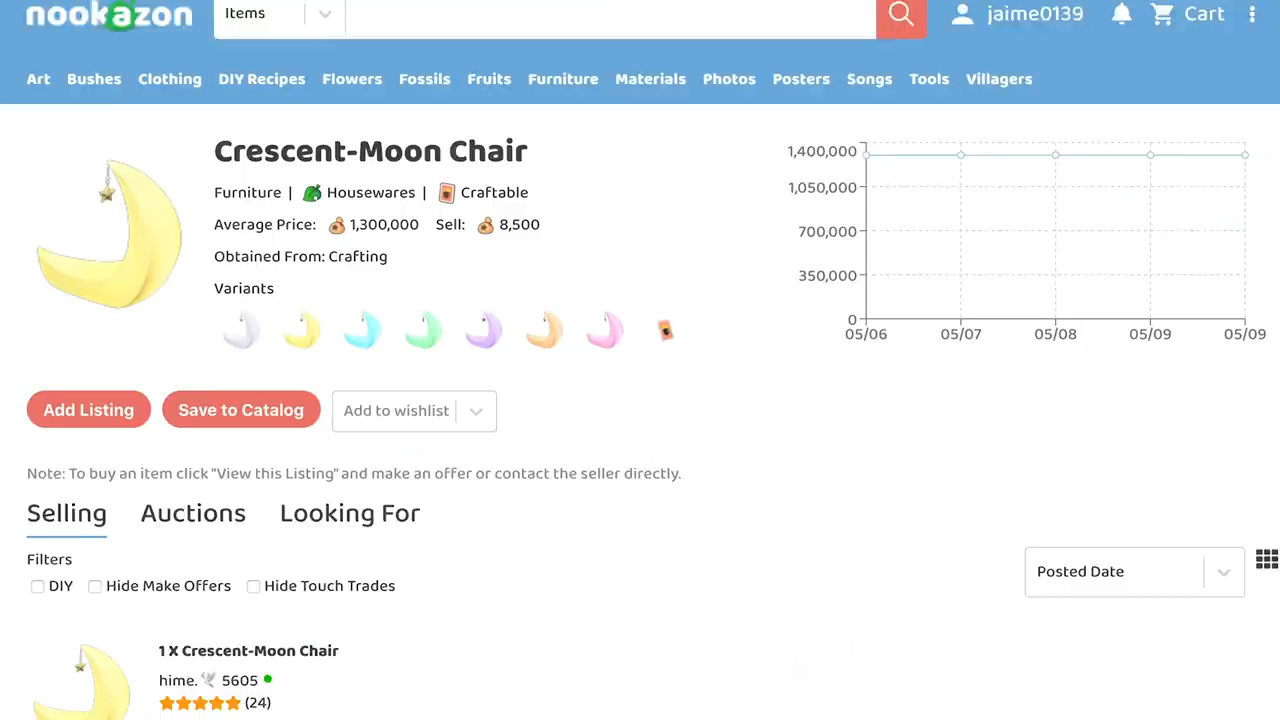 nookazon
Items
jaime0139
Cart
Art Bushes Clothing DIY Recipes Flowers Fossils Fruits Furniture Materials Photos Posters Songs Tools Villagers
Crescent-Moon Chair
Furniture | Housewares | Craftable
Average Price: 1,300,000 Sell: 8,500
Obtained From: Crafting
Variants
1,400,000
1,050,000
700,000
350,000
0
05/06 05/07 05/08 05/09 05/09
Add Listing Save to Catalog Add to wishlist
Note: To buy an item click "View this Listing" and make an offer or contact the seller directly.
Selling Auctions Looking For
Filters
DIY Hide Make Offers Hide Touch Trades
Posted Date
1 X Crescent-Moon Chair
hime. 5605
(24)